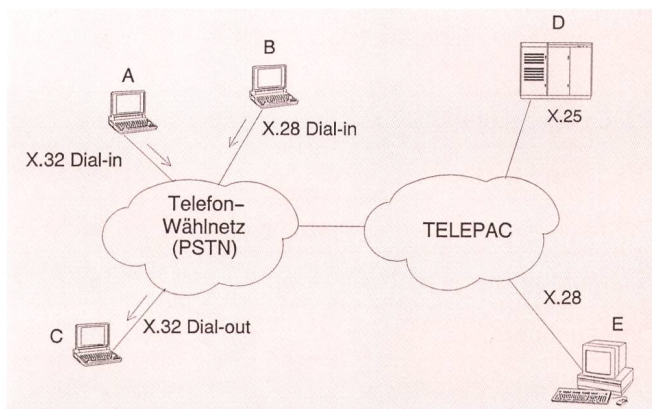 D
B
A
X.25
X.28 Dial-in
X.32 Dial-in
Telefon-
Wählnetz
(PSTN)
TELEPAC
X.28
E
X.32 Dial-out
C